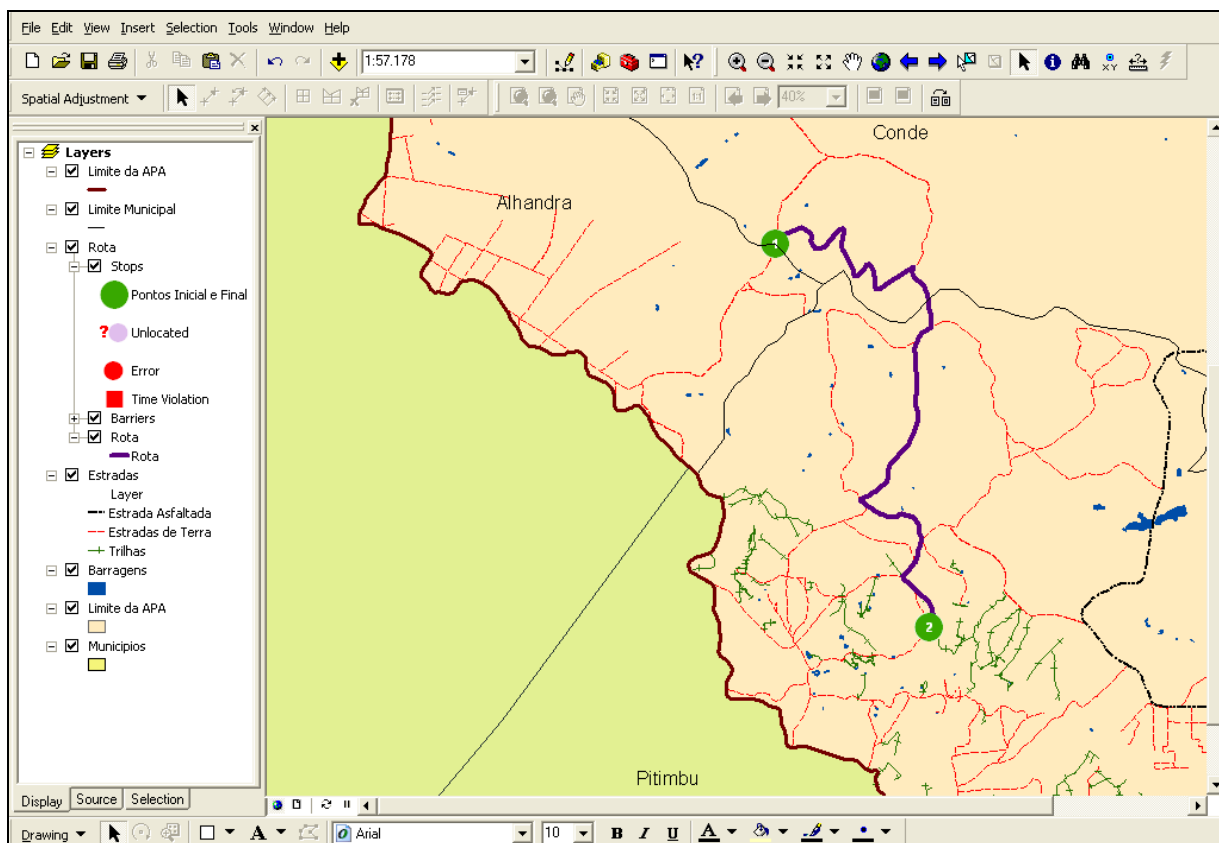 File Edit View Insert Selection Tools Window Help
1:57.178
Spatial Adjustment
1:1
40%
Layers
Limite da APA
Limite Municipal
Rota
Stops
Pontos Inicial e Final
? Unlocated
Error
Time Violation
Barriers
Rota
Rota
Estradas
Layer
Estrada Asfaltada
Estradas de Terra
Trilhas
Barragens
Limite da APA
Municipios
Display Source Selection
Conde
Alhandra
1
2
Pitimbu
Drawing A Arial 10 B I U A